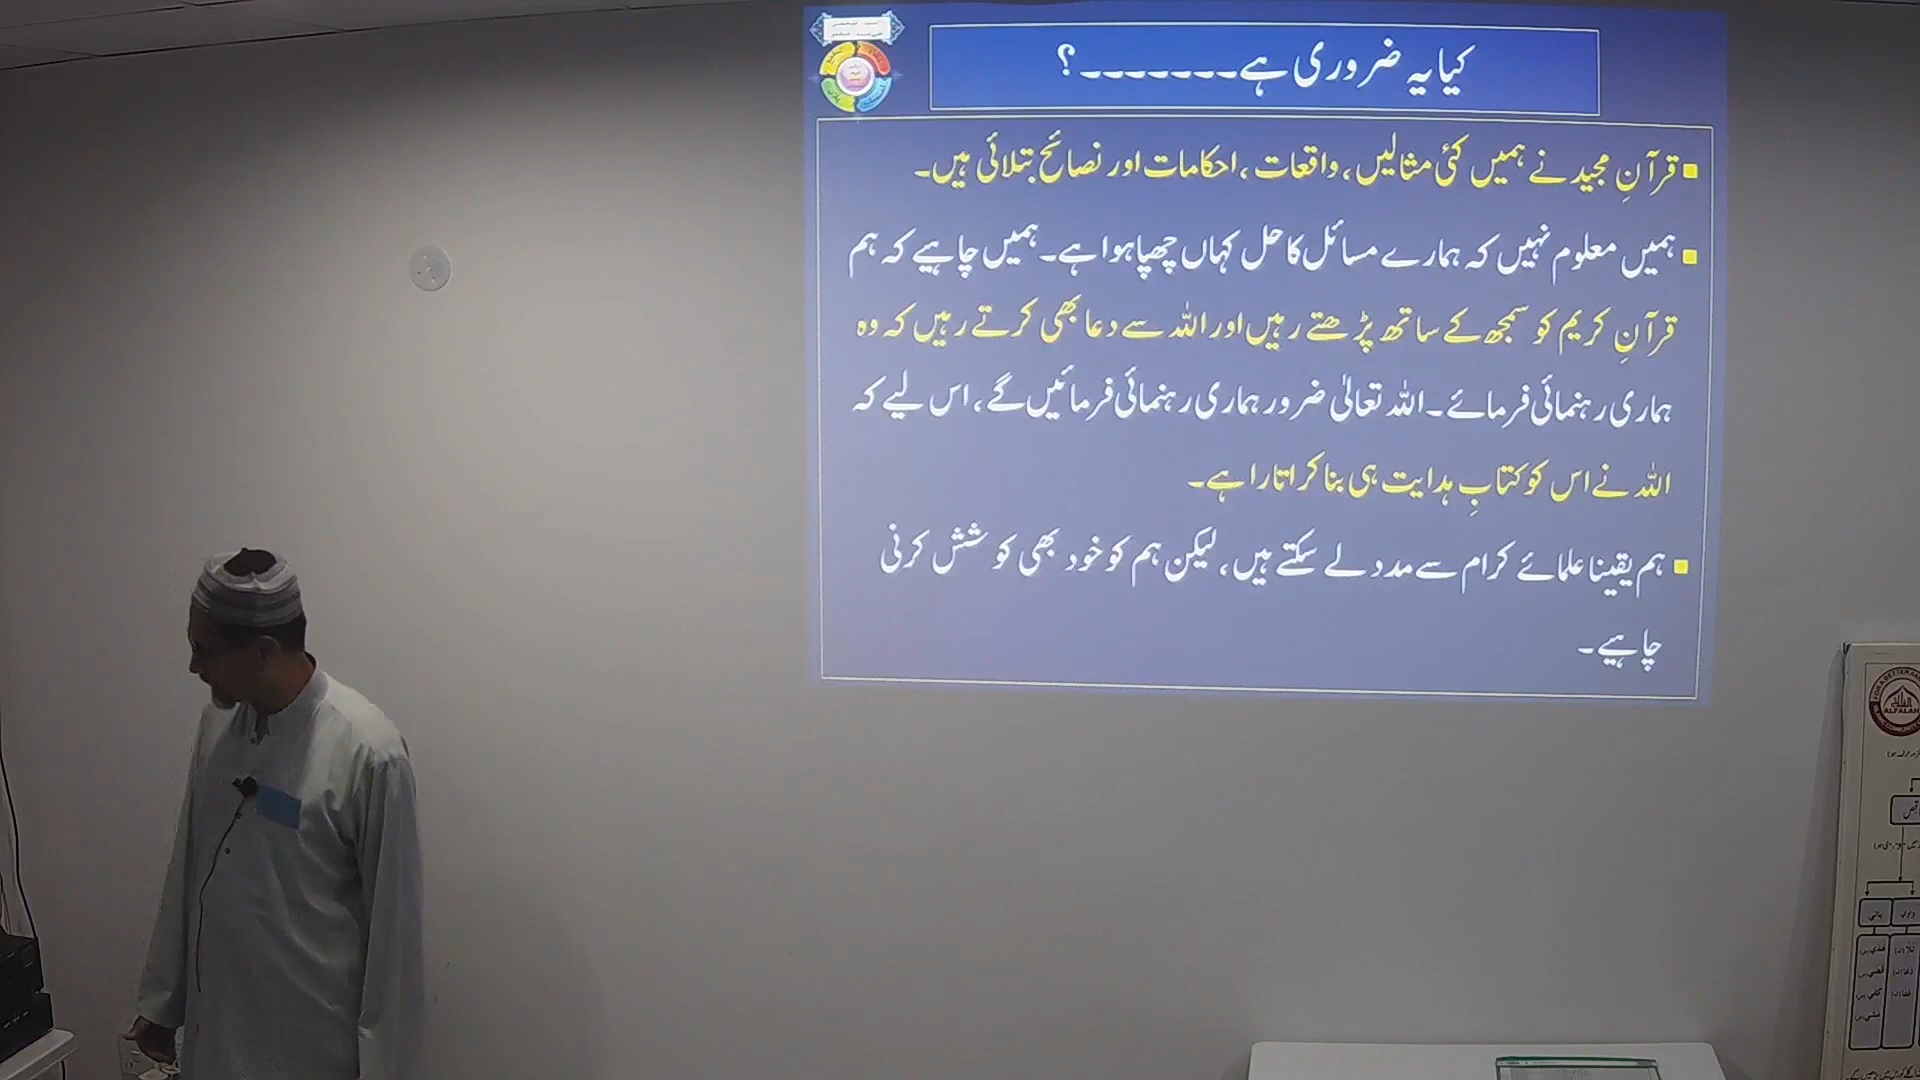 کیا یہ ضروری ہے۔۔۔۔۔۔۔؟
قرآنِ مجید نے ہمیں کئی مثالیں، واقعات، احکامات اور نصائح بتلائی ہیں۔
ہمیں معلوم نہیں کہ ہمارے مسائل کا حل کہاں چھپا ہوا ہے۔ ہمیں چاہیے کہ ہم
قرآنِ کریم کو سمجھ کے ساتھ پڑھتے رہیں اور اللہ سے دعا بھی کرتے رہیں کہ وہ
ہماری رہنمائی فرمائے۔ اللہ تعالیٰ ضرور ہماری رہنمائی فرمائیں گے، اس لیے کہ
اللہ نے اس کو کتابِ ہدایت ہی بنا کر اتارا ہے۔
ہم یقینا علمائے کرام سے مدد لے سکتے ہیں، لیکن ہم کو خود بھی کوشش کرنی
چاہیے۔
ALFALAH